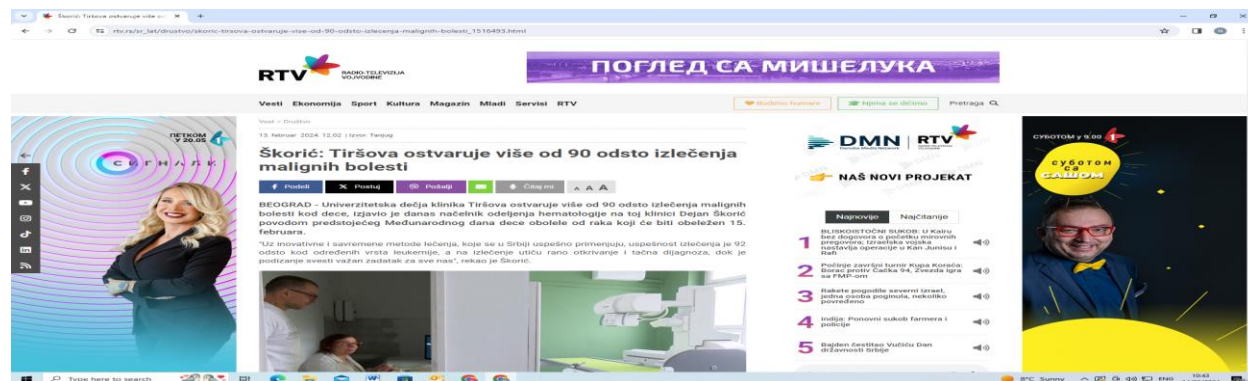 Škorić: Tiršova ostvaruje više od
rtv.rs/sr_lat/drustvo/skoric-tirsova-ostvaruje-vise-od-90-odsto-izlecenja-malignih-bolesti_1516493.html
RTV
RADIO-TELEVIZIJA
VOJVODINE
ПОГЛЕД СА МИШЕЛУКА
Vesti Ekonomija Sport Kultura Magazin Mladi Servisi RTV
Budimo humani
Njima se dičimo
Pretraga
Vesti > Društvo
13. februar 2024. 12.02 | Izvor: Tanjug
Škorić: Tiršova ostvaruje više od 90 odsto izlečenja
malignih bolesti
Podeli
Postuj
Pošalji
Čitaj mi
A A A
BEOGRAD - Univerzitetska dečja klinika Tiršova ostvaruje više od 90 odsto izlečenja malignih
bolesti kod dece, izjavio je danas načelnik odeljenja hematologije na toj klinici Dejan Škorić
povodom predstojećeg Međunarodnog dana dece obolele od raka koji će biti obeležen 15.
februara.
"Uz inovativne i savremene metode lečenja, koje se u Srbiji uspešno primenjuju, uspešnost izlečenja je 92
odsto kod određenih vrsta leukemije, a na izlečenje utiču rano otkrivanje i tačna dijagnoza, dok je
podizanje svesti važan zadatak za sve nas", rekao je Škorić.
ПЕТКОМ
У 20.05
СИГНАЛИ
DMN | RTV
NAŠ NOVI PROJEKAT
Najnovije
Najčitanije
1
BLISKOISTOČNI SUKOB: U Kairu
bez dogovora o početku mirovnih
pregovora; Izraelska vojska
nastavlja operacije u Kan Junisu i
Rafi
2
Počinje završni turnir Kupa Koraća:
Borac protiv Čačka 94, Zvezda igra
sa FMP-om
3
Rakete pogodile severni Izrael,
jedna osoba poginula, nekoliko
povređeno
4
Indija: Ponovni sukob farmera i
policije
5
Bajden čestitao Vučiću Dan
državnosti Srbije
СУБОТОМ у 9.00
СУБОТОМ
СА
САШОМ
Type here to search
8°C Sunny
ENG
10:43